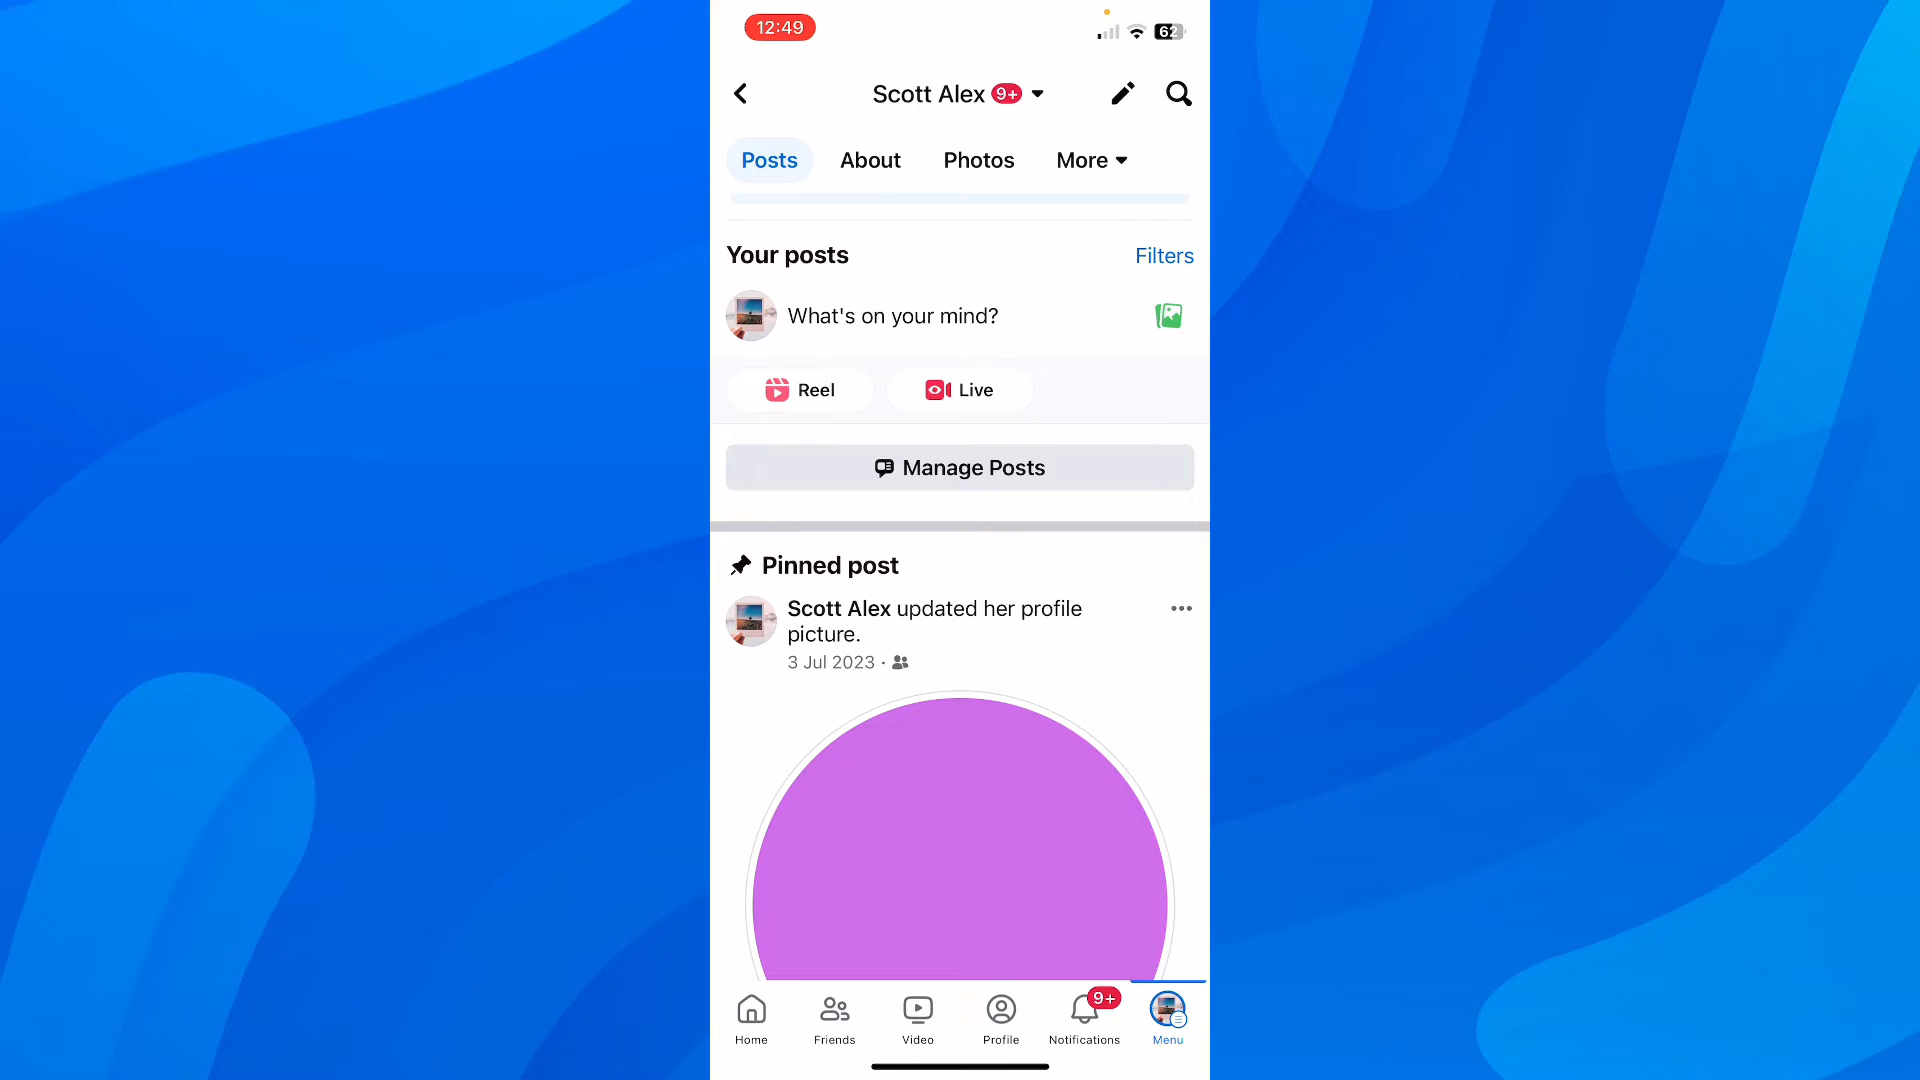 12:49
62
Scott Alex 9+
Posts About Photos More
Your posts Filters
What's on your mind?
Reel Live
Manage Posts
Pinned post
Scott Alex updated her profile
picture.
3 Jul 2023 ·
9+
Home Friends Video Profile Notifications Menu